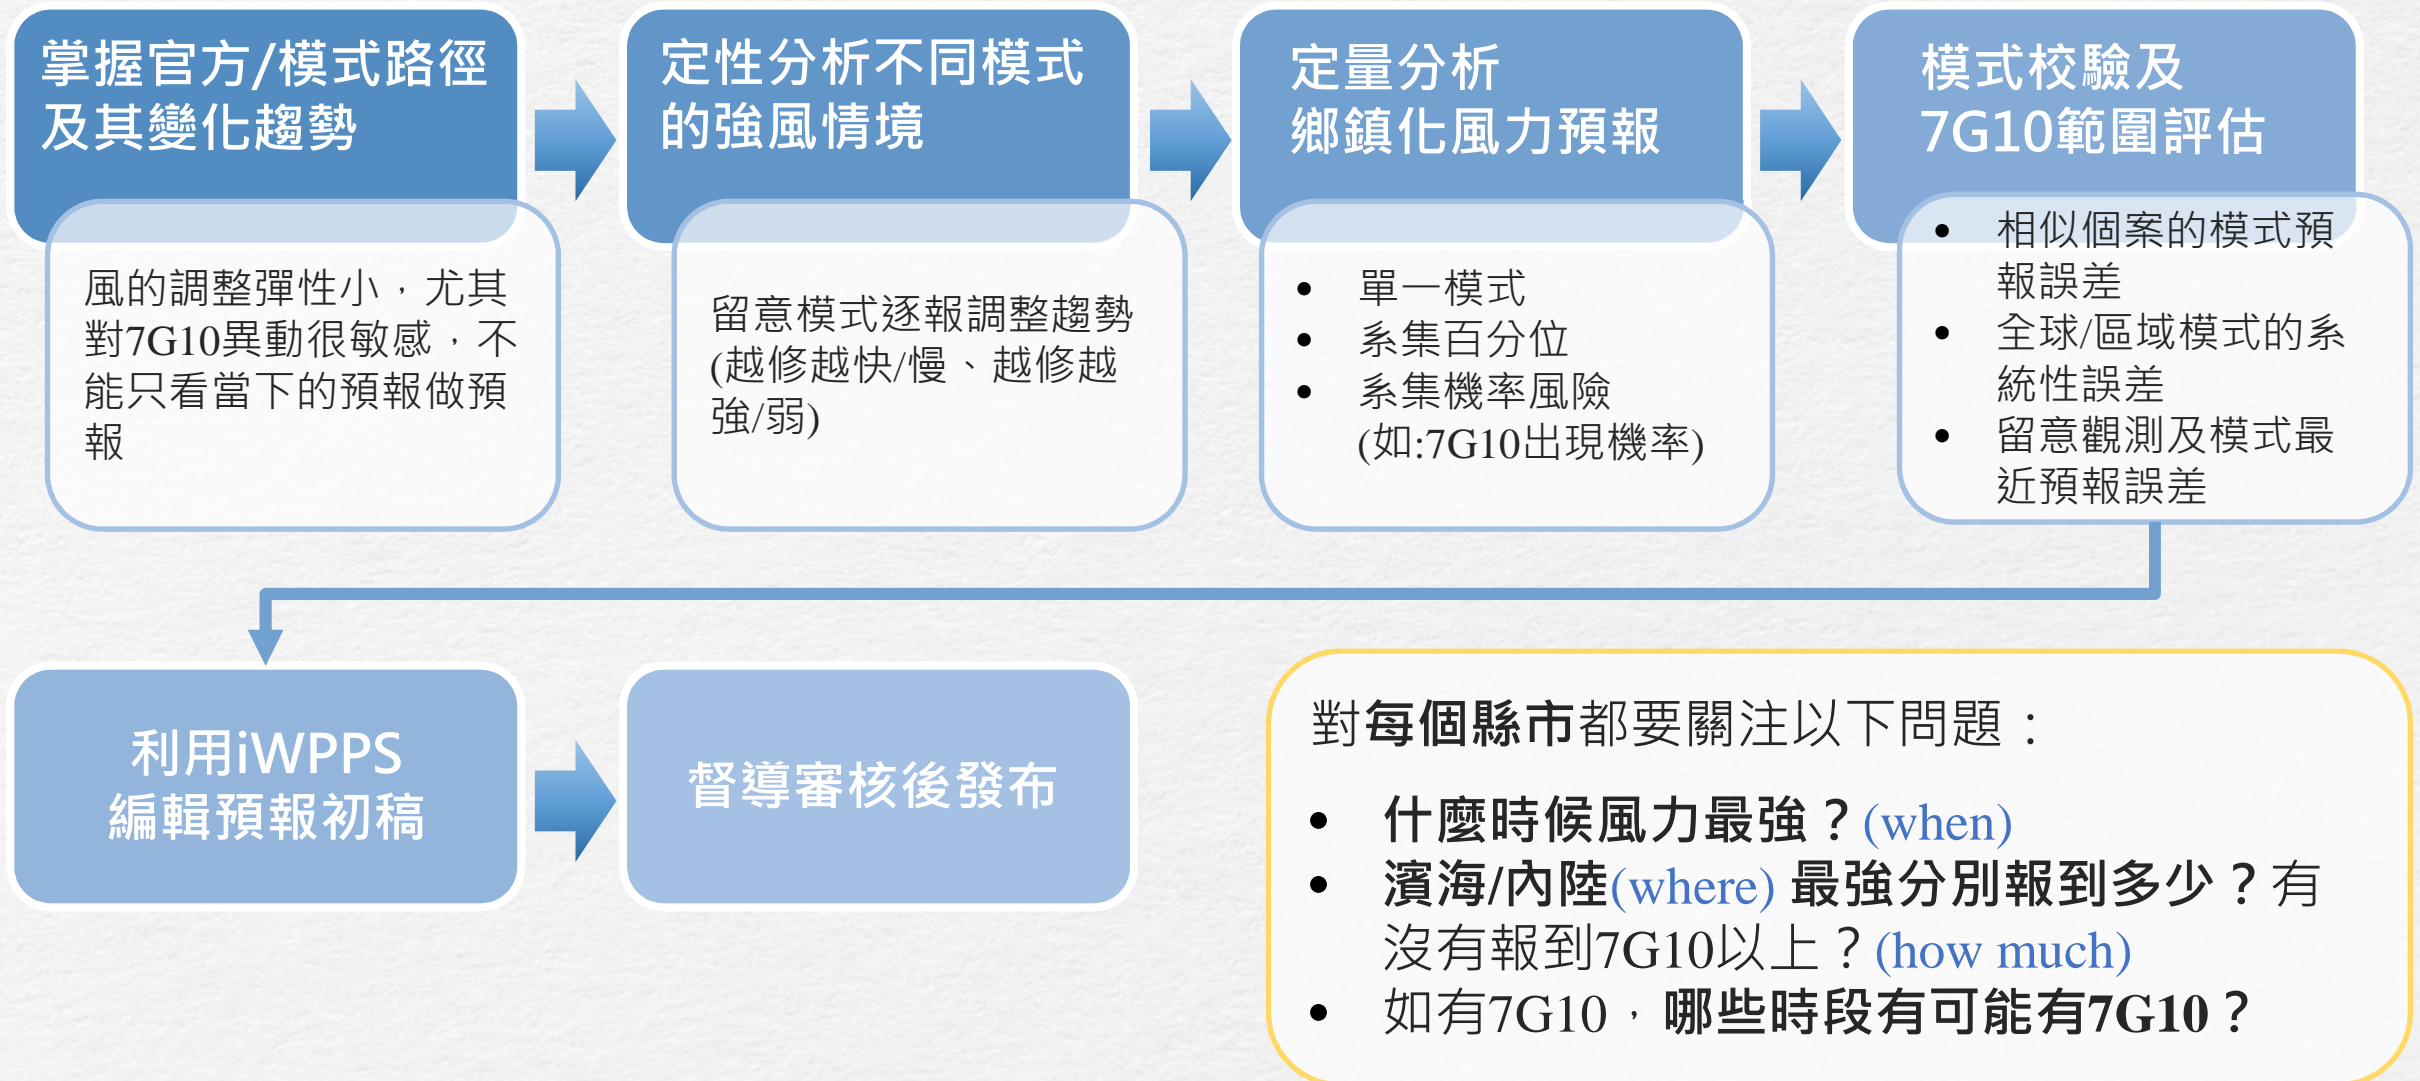 掌握官方/模式路徑
及其變化趨勢
風的調整彈性小，尤其
對7G10異動很敏感，不
能只看當下的預報做預
報
定性分析不同模式
的強風情境
留意模式逐報調整趨勢
(越修越快/慢、越修越
強/弱)
定量分析
鄉鎮化風力預報
• 單一模式
• 系集百分位
• 系集機率風險
(如:7G10出現機率)
模式校驗及
7G10範圍評估
• 相似個案的模式預
報誤差
• 全球/區域模式的系
統性誤差
• 留意觀測及模式最
近預報誤差
利用iWPPS
編輯預報初稿
督導審核後發布
對每個縣市都要關注以下問題：
• 什麼時候風力最強？(when)
• 濱海/內陸(where) 最強分別報到多少？有
沒有報到7G10以上？(how much)
• 如有7G10，哪些時段有可能有7G10？